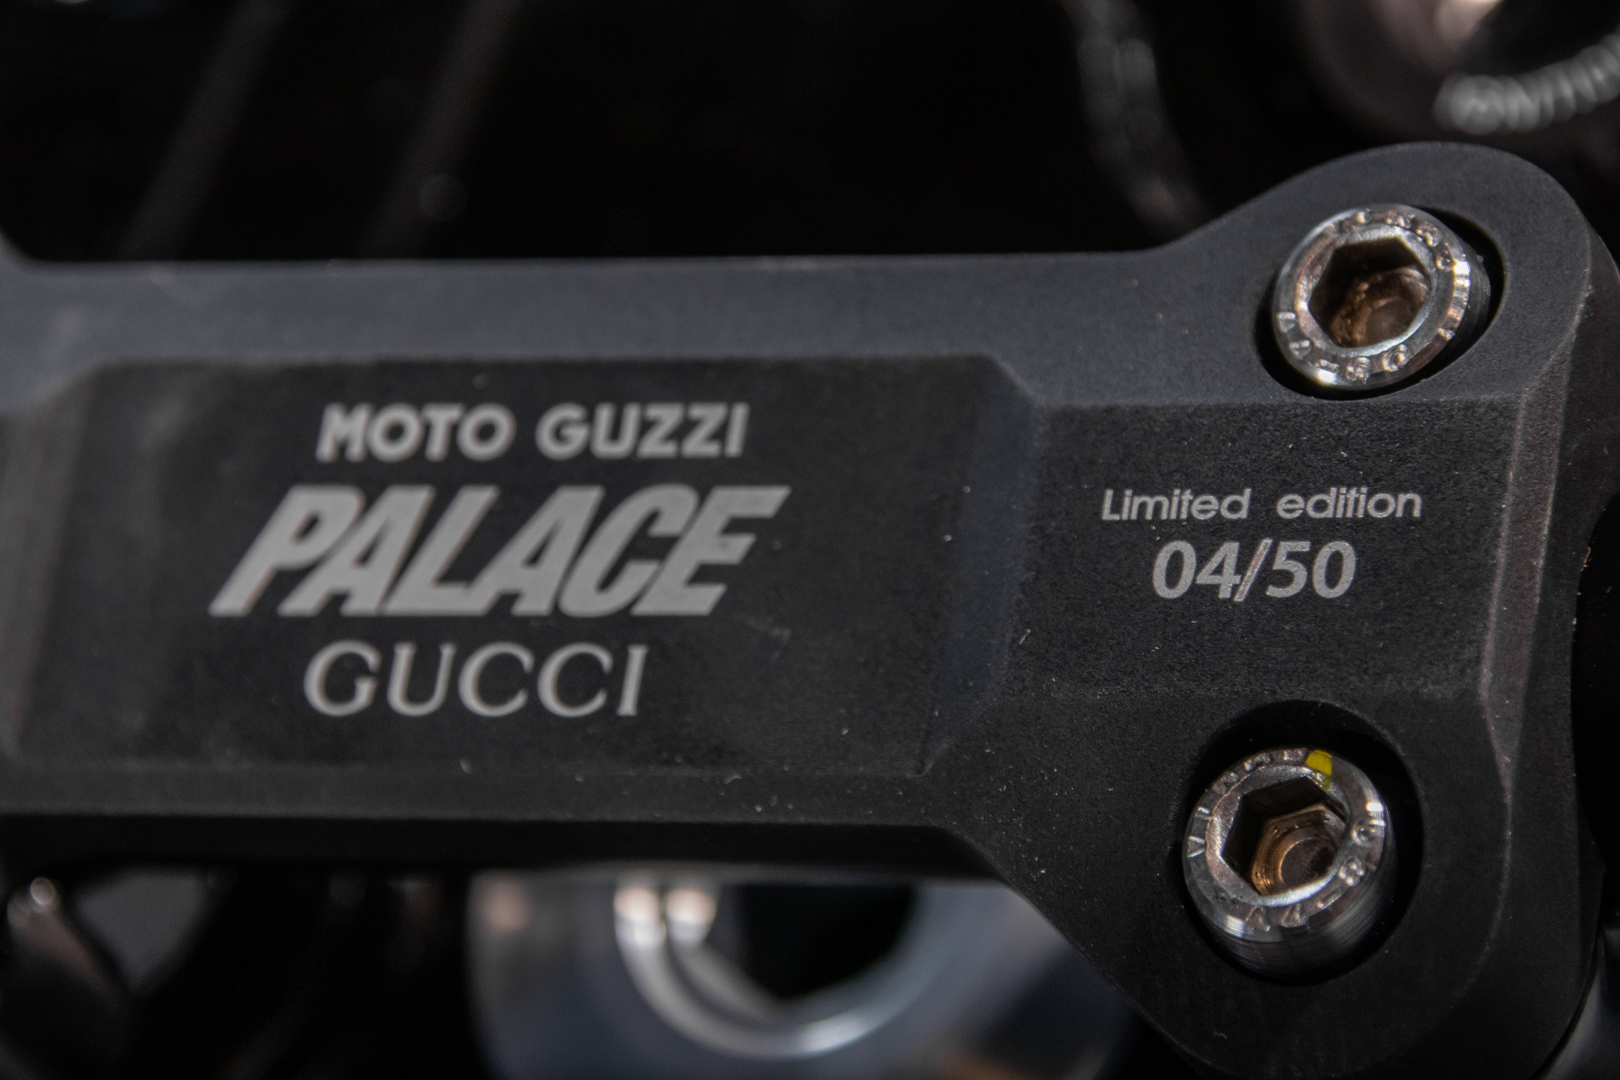 MOTO GUZZI
PALACE
GUCCI
Limited edition
04/50